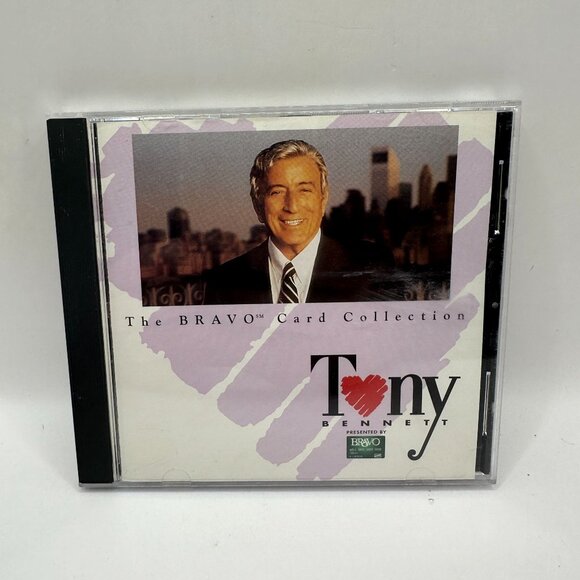 The BRAVO℠ Card Collection
Tony
BENNETT
PRESENTED BY
BRAVO